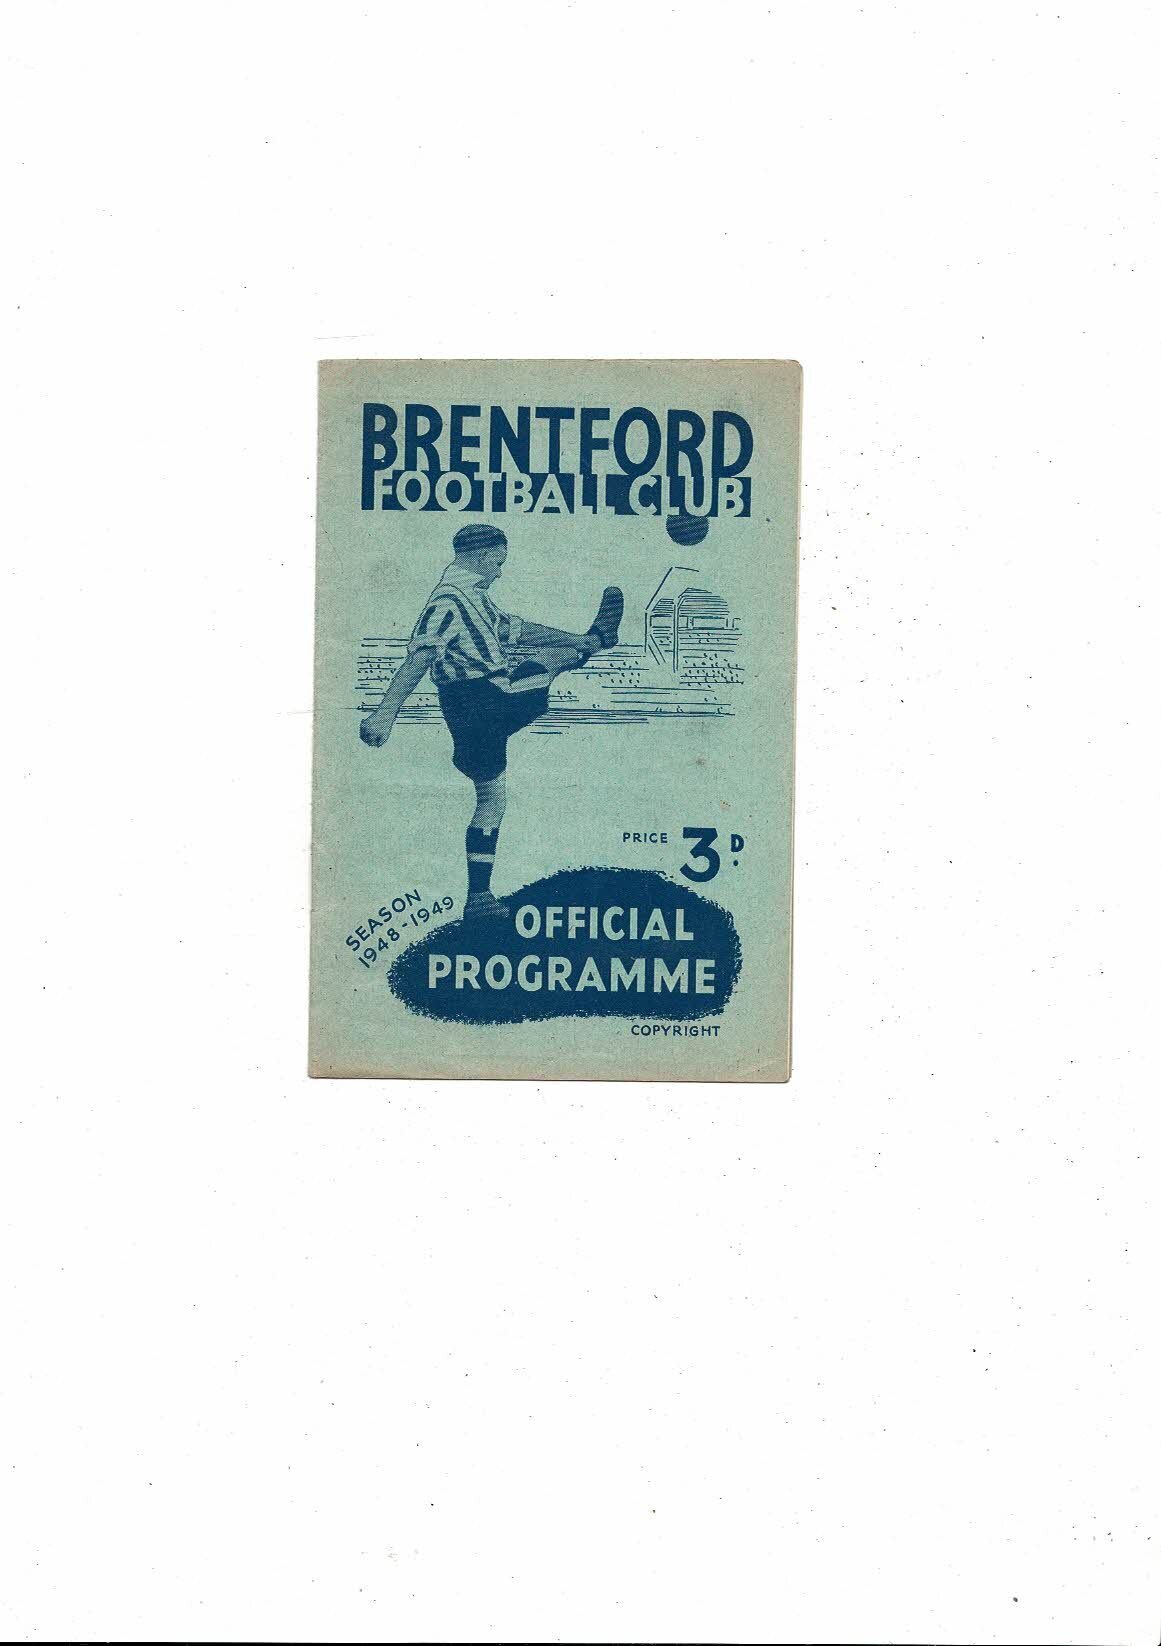 BRENTFORD
FOOTBALL CLUB
PRICE 3D.
SEASON
1948-1949
OFFICIAL
PROGRAMME
COPYRIGHT